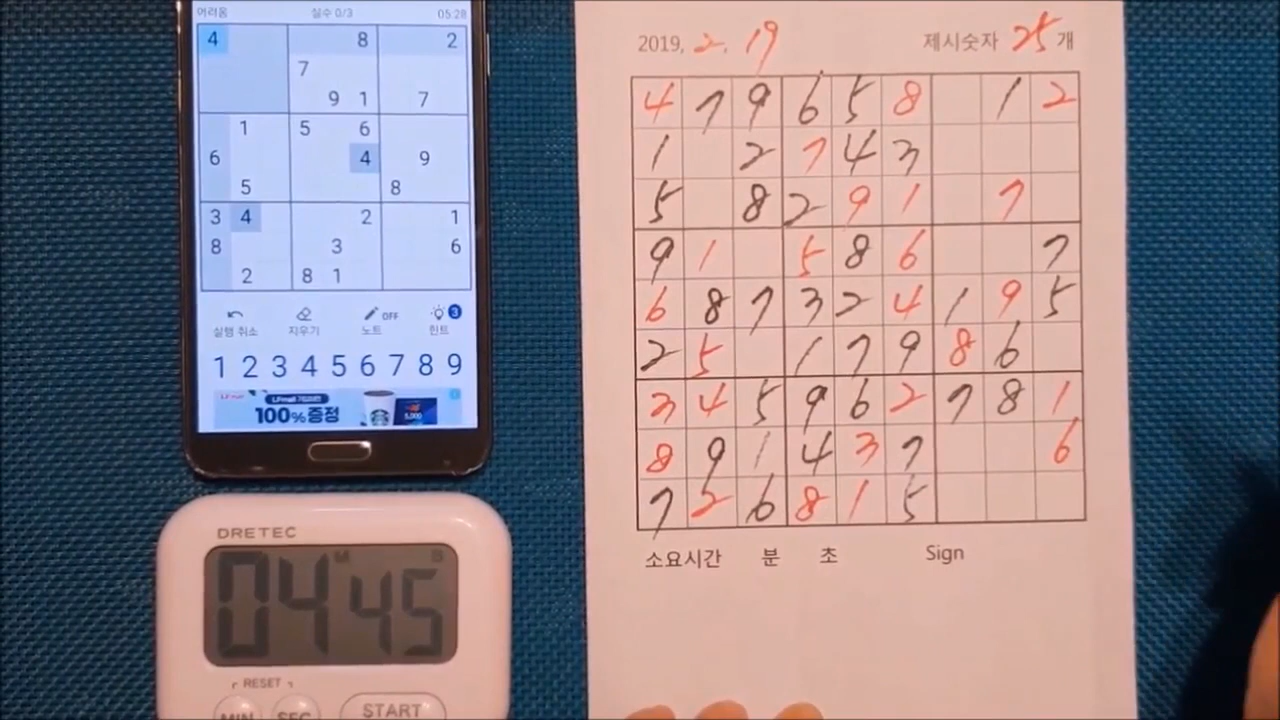 어려움 실수 0/3 05:28
4 8 2
7
9 1 7
1 5 6
6 4 9
5 8
3 4 2 1
8 3 6
2 8 1
실행 취소 지우기 OFF 노트 3 힌트
1 2 3 4 5 6 7 8 9
LFmall
100%증정
5,000
DRETEC
M S
04 45
RESET
MIN SEC START
2019, 2. 19 제시숫자 25 개
4 7 9 6 5 8 1 2
1 2 7 4 3
5 8 2 9 1 7
9 1 5 8 6 7
6 8 7 3 2 4 1 9 5
2 5 1 7 9 8 6
3 4 5 9 6 2 7 8 1
8 9 1 4 3 7 6
7 2 6 8 1 5
소요시간 분 초 Sign